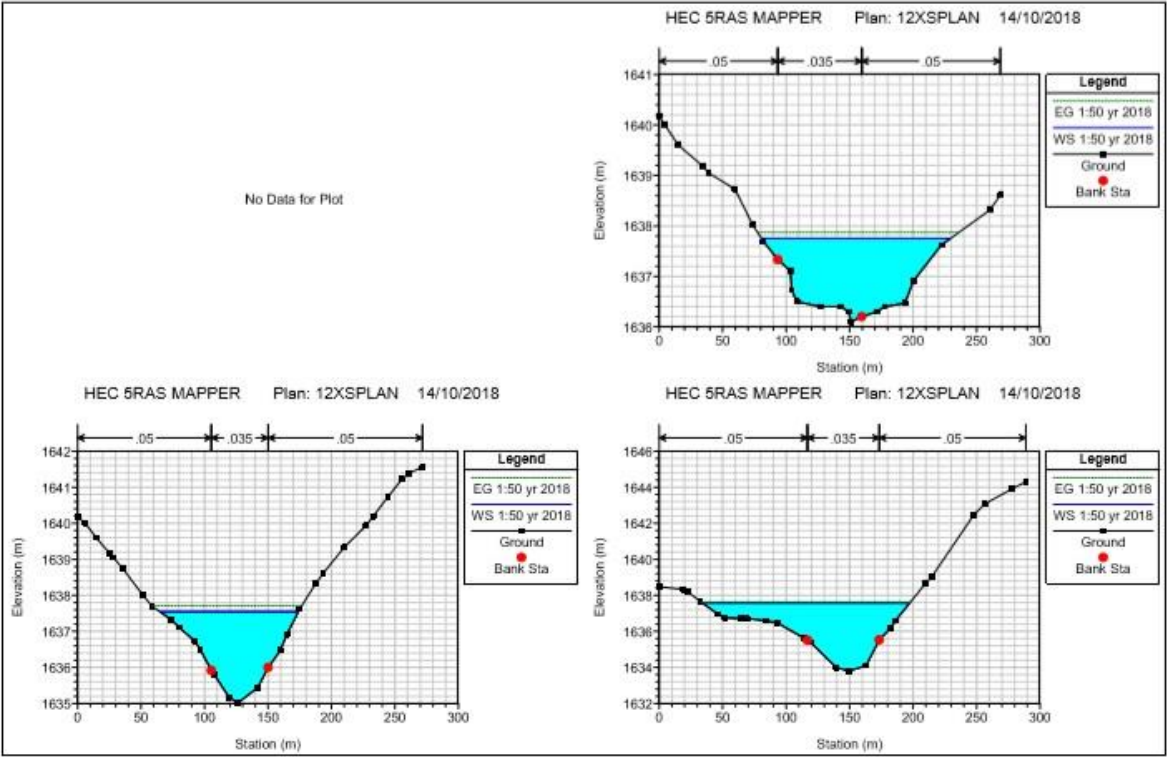 No Data for Plot
HEC 5RAS MAPPER Plan: 12XSPLAN 14/10/2018
.05 .035 .05
1641
1640
1639
1638
1637
1636
Elevation (m)
0 50 100 150 200 250 300
Station (m)
Legend
EG 1:50 yr 2018
WS 1:50 yr 2018
Ground
Bank Sta
HEC 5RAS MAPPER Plan: 12XSPLAN 14/10/2018
.05 .035 .05
1642
1641
1640
1639
1638
1637
1636
1635
Elevation (m)
0 50 100 150 200 250 300
Station (m)
Legend
EG 1:50 yr 2018
WS 1:50 yr 2018
Ground
Bank Sta
HEC 5RAS MAPPER Plan: 12XSPLAN 14/10/2018
.05 .035 .05
1646
1644
1642
1640
1638
1636
1634
1632
Elevation (m)
0 50 100 150 200 250 300
Station (m)
Legend
EG 1:50 yr 2018
WS 1:50 yr 2018
Ground
Bank Sta